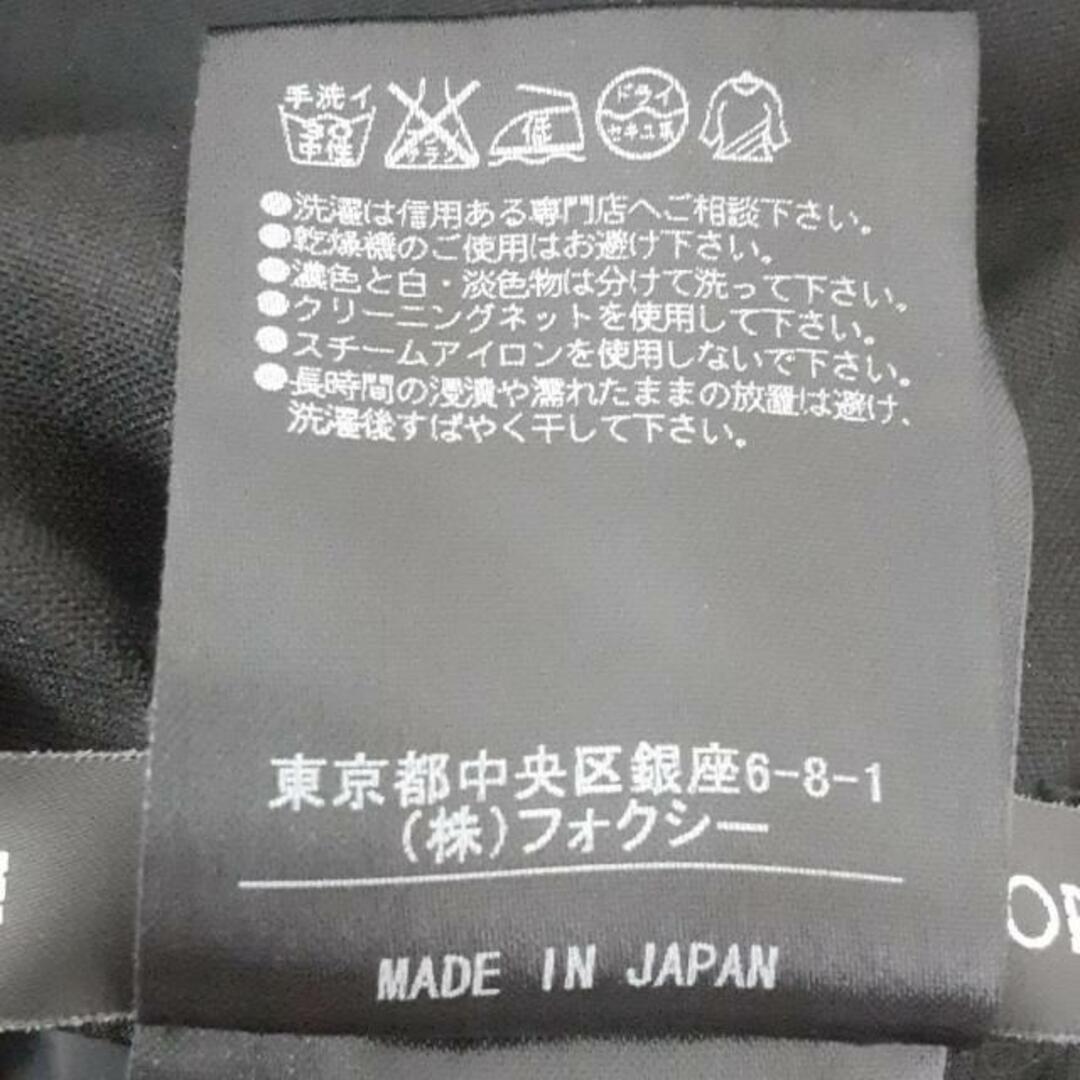 手洗イ
30
中性
低
ドライ
セキユ系
●洗濯は信用ある専門店へご相談下さい。
●乾燥機のご使用はお避け下さい。
●濃色と白・淡色物は分けて洗って下さい。
●クリーニングネットを使用して下さい。
●スチームアイロンを使用しないで下さい。
●長時間の浸漬や濡れたままの放置は避け、
洗濯後すばやく干して下さい。
東京都中央区銀座6-8-1
(株)フォクシー
MADE IN JAPAN